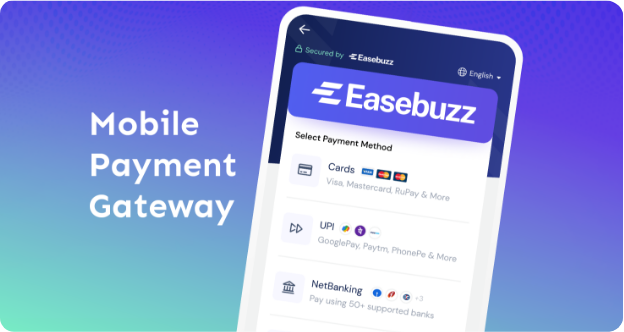 Mobile
Payment
Gateway
Secured by Easebuzz
English
Easebuzz
Select Payment Method
Cards
Visa, Mastercard, RuPay & More
UPI
GooglePay, Paytm, PhonePe & More
NetBanking
+3
Pay using 50+ supported banks